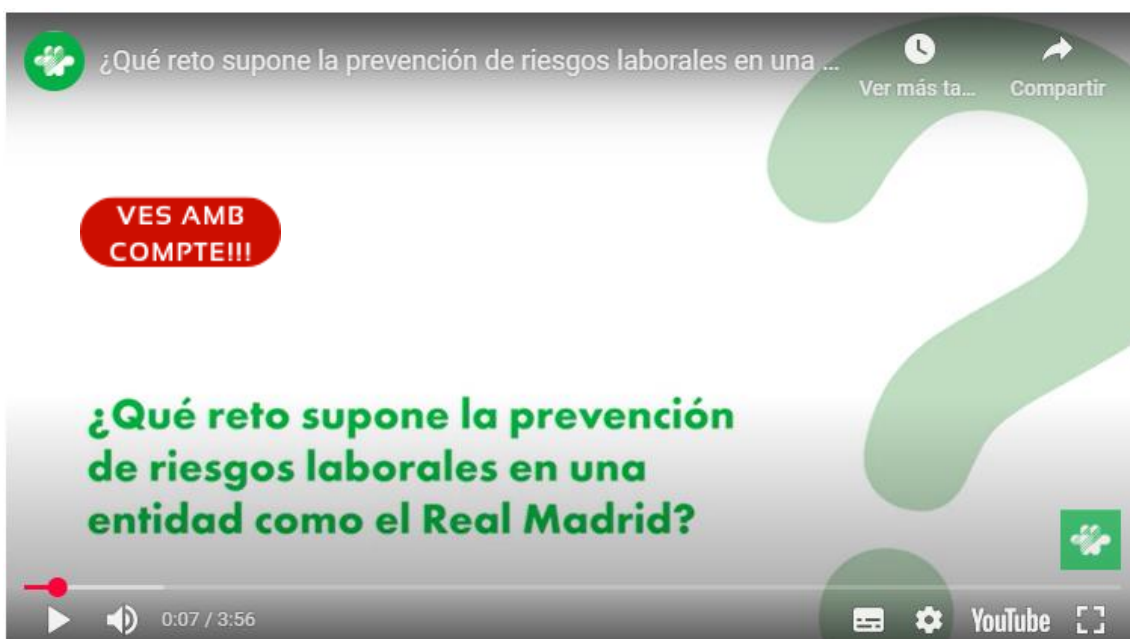 ¿Qué reto supone la prevención de riesgos laborales en una ...
Ver más ta...
Compartir
VES AMB
COMPTE!!!
¿Qué reto supone la prevención
de riesgos laborales en una
entidad como el Real Madrid?
0:07 / 3:56
YouTube